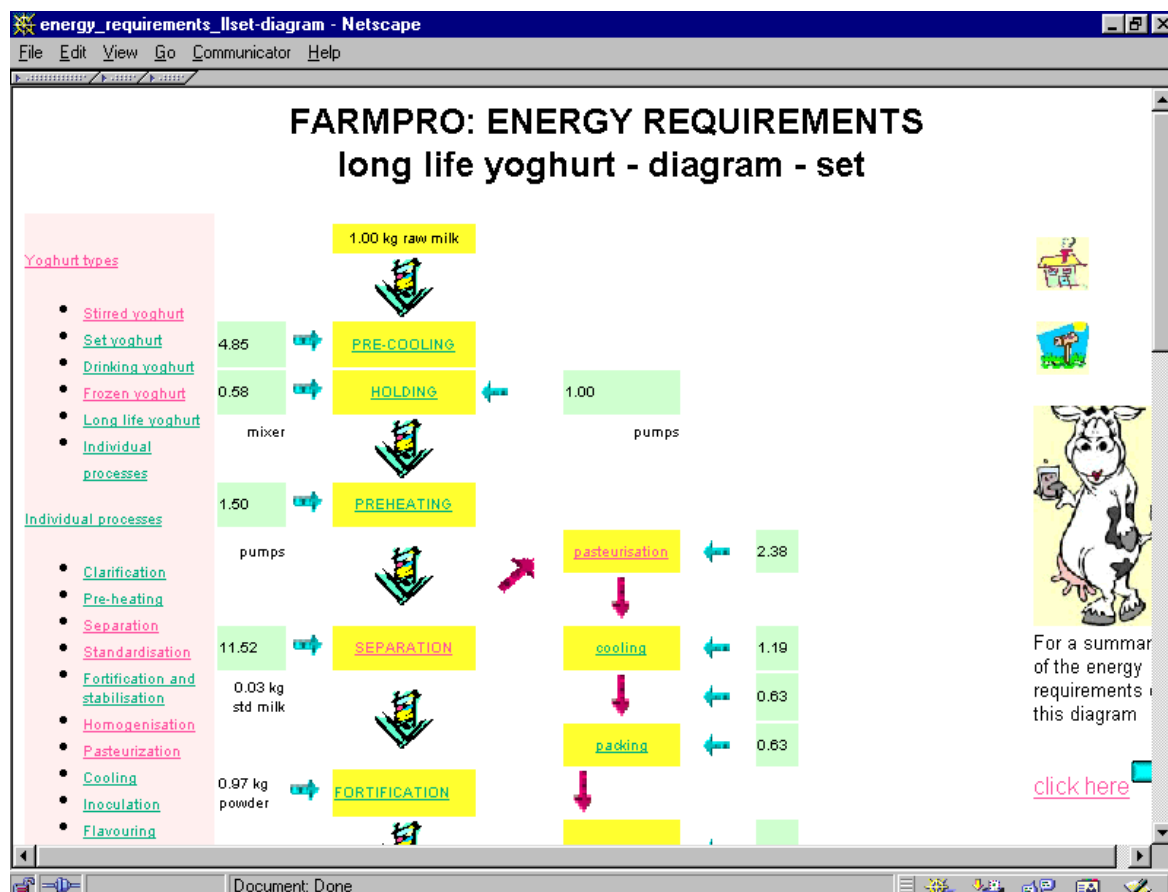 energy_requirements_llset-diagram - Netscape
File Edit View Go Communicator Help
FARMPRO: ENERGY REQUIREMENTS
long life yoghurt - diagram - set
Yoghurt types
Stirred yoghurt
Set yoghurt
Drinking yoghurt
Frozen yoghurt
Long life yoghurt
Individual
processes
Individual processes
Clarification
Pre-heating
Separation
Standardisation
Fortification and
stabilisation
Homogenisation
Pasteurization
Cooling
Inoculation
Flavouring
1.00 kg raw milk
4.85 PRE-COOLING
0.58 HOLDING 1.00
mixer pumps
1.50 PREHEATING
pumps pasteurisation 2.38
11.52 SEPARATION cooling 1.19
0.03 kg
std milk
0.63
packing 0.63
0.97 kg
powder
FORTIFICATION
For a summar
of the energy
requirements
this diagram
click here
Document: Done